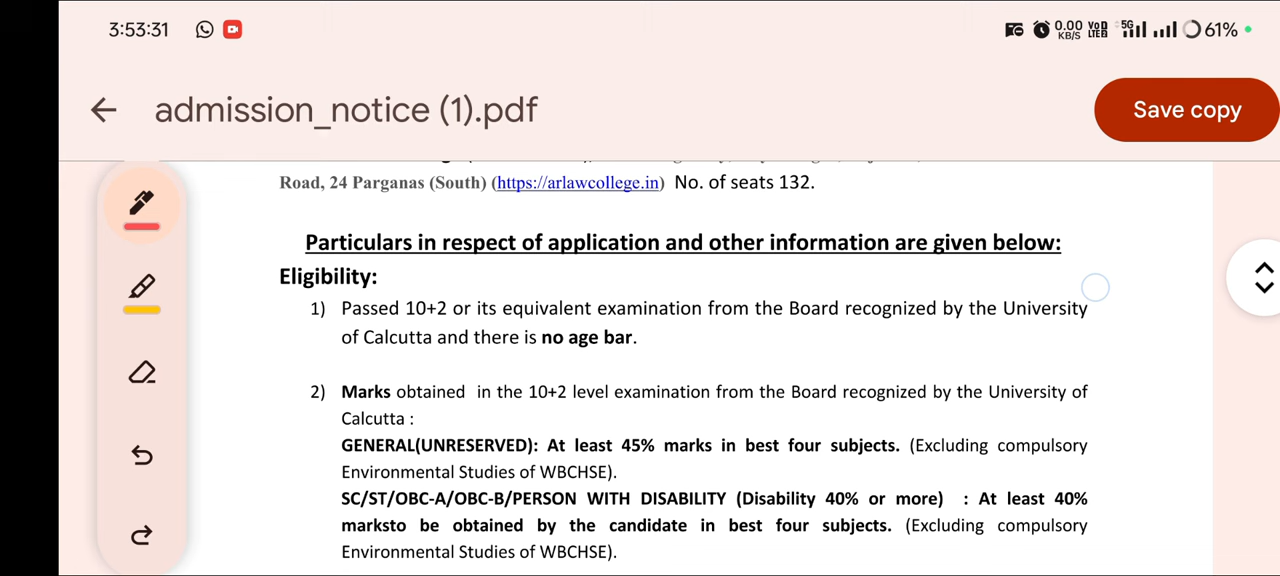 3:53:31
0.00 KB/S VoD LTEB 5G 61%
admission_notice (1).pdf
Save copy
Road, 24 Parganas (South) (https://arlawcollege.in) No. of seats 132.
Particulars in respect of application and other information are given below:
Eligibility:
1) Passed 10+2 or its equivalent examination from the Board recognized by the University
of Calcutta and there is no age bar.
2) Marks obtained in the 10+2 level examination from the Board recognized by the University of
Calcutta :
GENERAL(UNRESERVED): At least 45% marks in best four subjects. (Excluding compulsory
Environmental Studies of WBCHSE).
SC/ST/OBC-A/OBC-B/PERSON WITH DISABILITY (Disability 40% or more) : At least 40%
marksto be obtained by the candidate in best four subjects. (Excluding compulsory
Environmental Studies of WBCHSE).